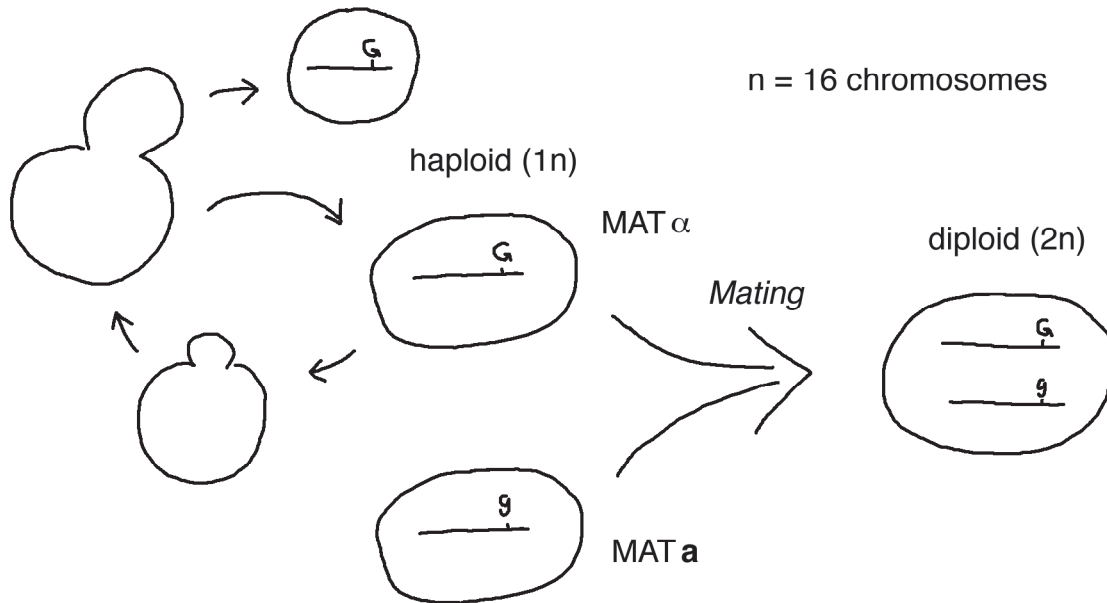 G
n = 16 chromosomes
haploid (1n)
MAT α
G
diploid (2n)
Mating
G
g
g
MAT a